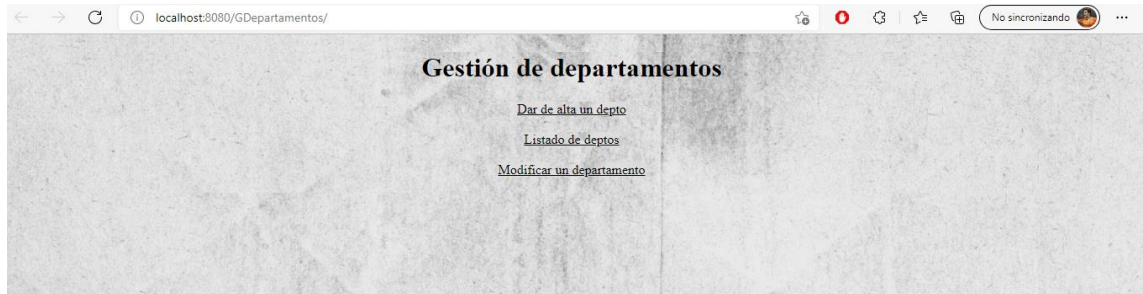 localhost:8080/GDepartamentos/
No sincronizando
Gestión de departamentos
Dar de alta un depto
Listado de deptos
Modificar un departamento